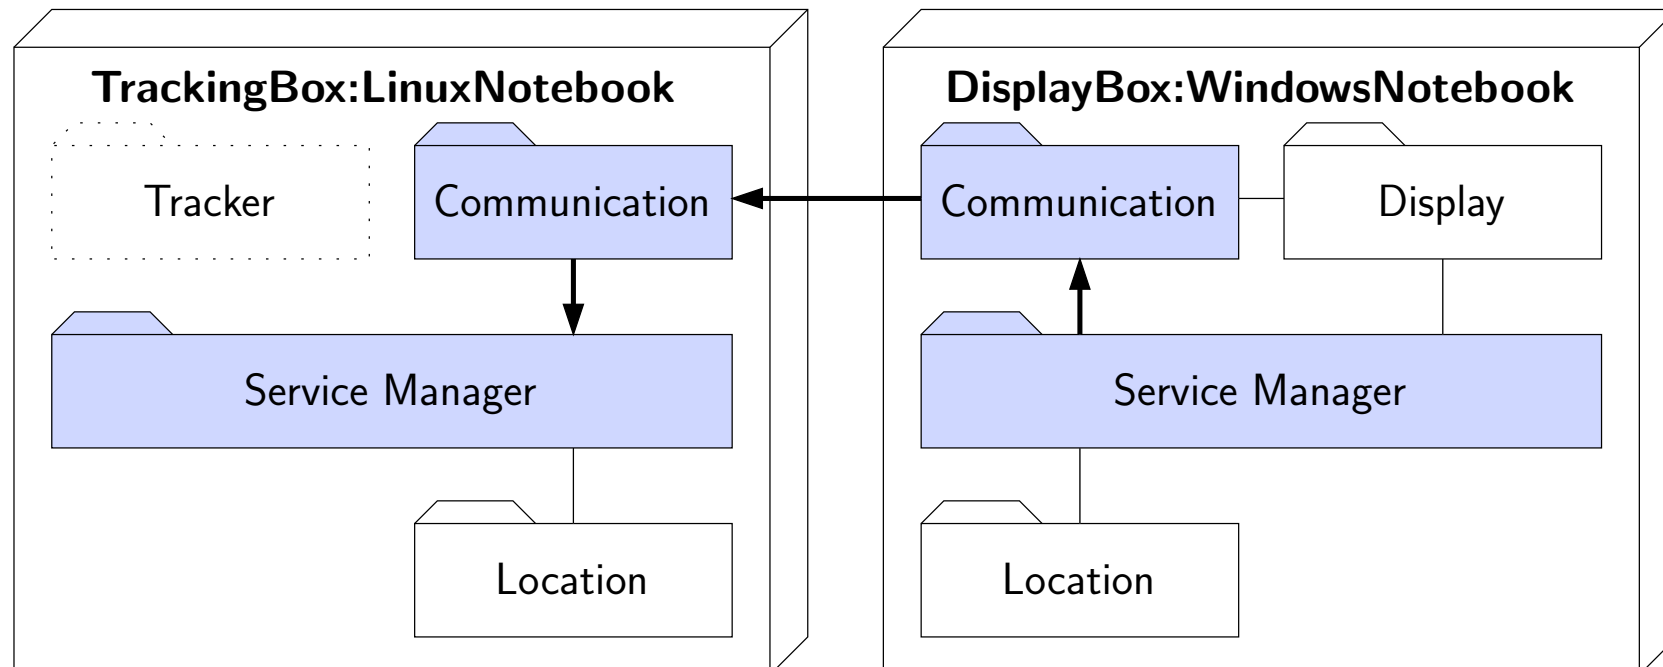 TrackingBox:LinuxNotebook
Tracker
Communication
Service Manager
Location
DisplayBox:WindowsNotebook
Communication
Display
Service Manager
Location